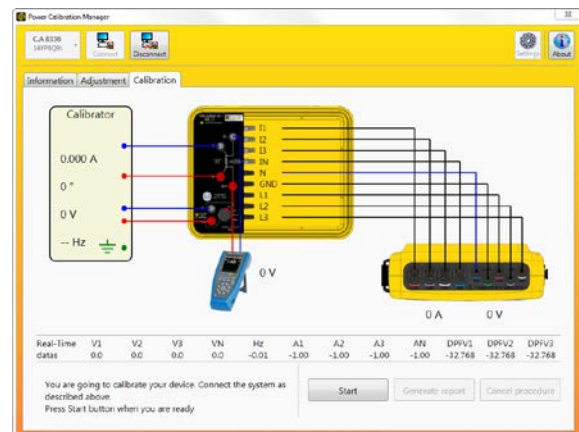 Power Calibration Manager
C.A 8336
Connect
Disconnect
Settings
About
Information
Adjustment
Calibration
Calibrator
0.000 A
0 °
0 V
-- Hz
I1
I2
I3
IN
N
GND
L1
L2
L3
0 V
0 A
0 V
Real-Time datas V1 V2 V3 VN Hz A1 A2 A3 AN DPFV1 DPFV2 DPFV3
0.0 0.0 0.0 0.0 -0.01 -1.00 -1.00 -1.00 -1.00 -32.768 -32.768 -32.768
You are going to calibrate your device. Connect the system as
described above.
Press Start button when you are ready
Start
Generate report
Cancel procedure